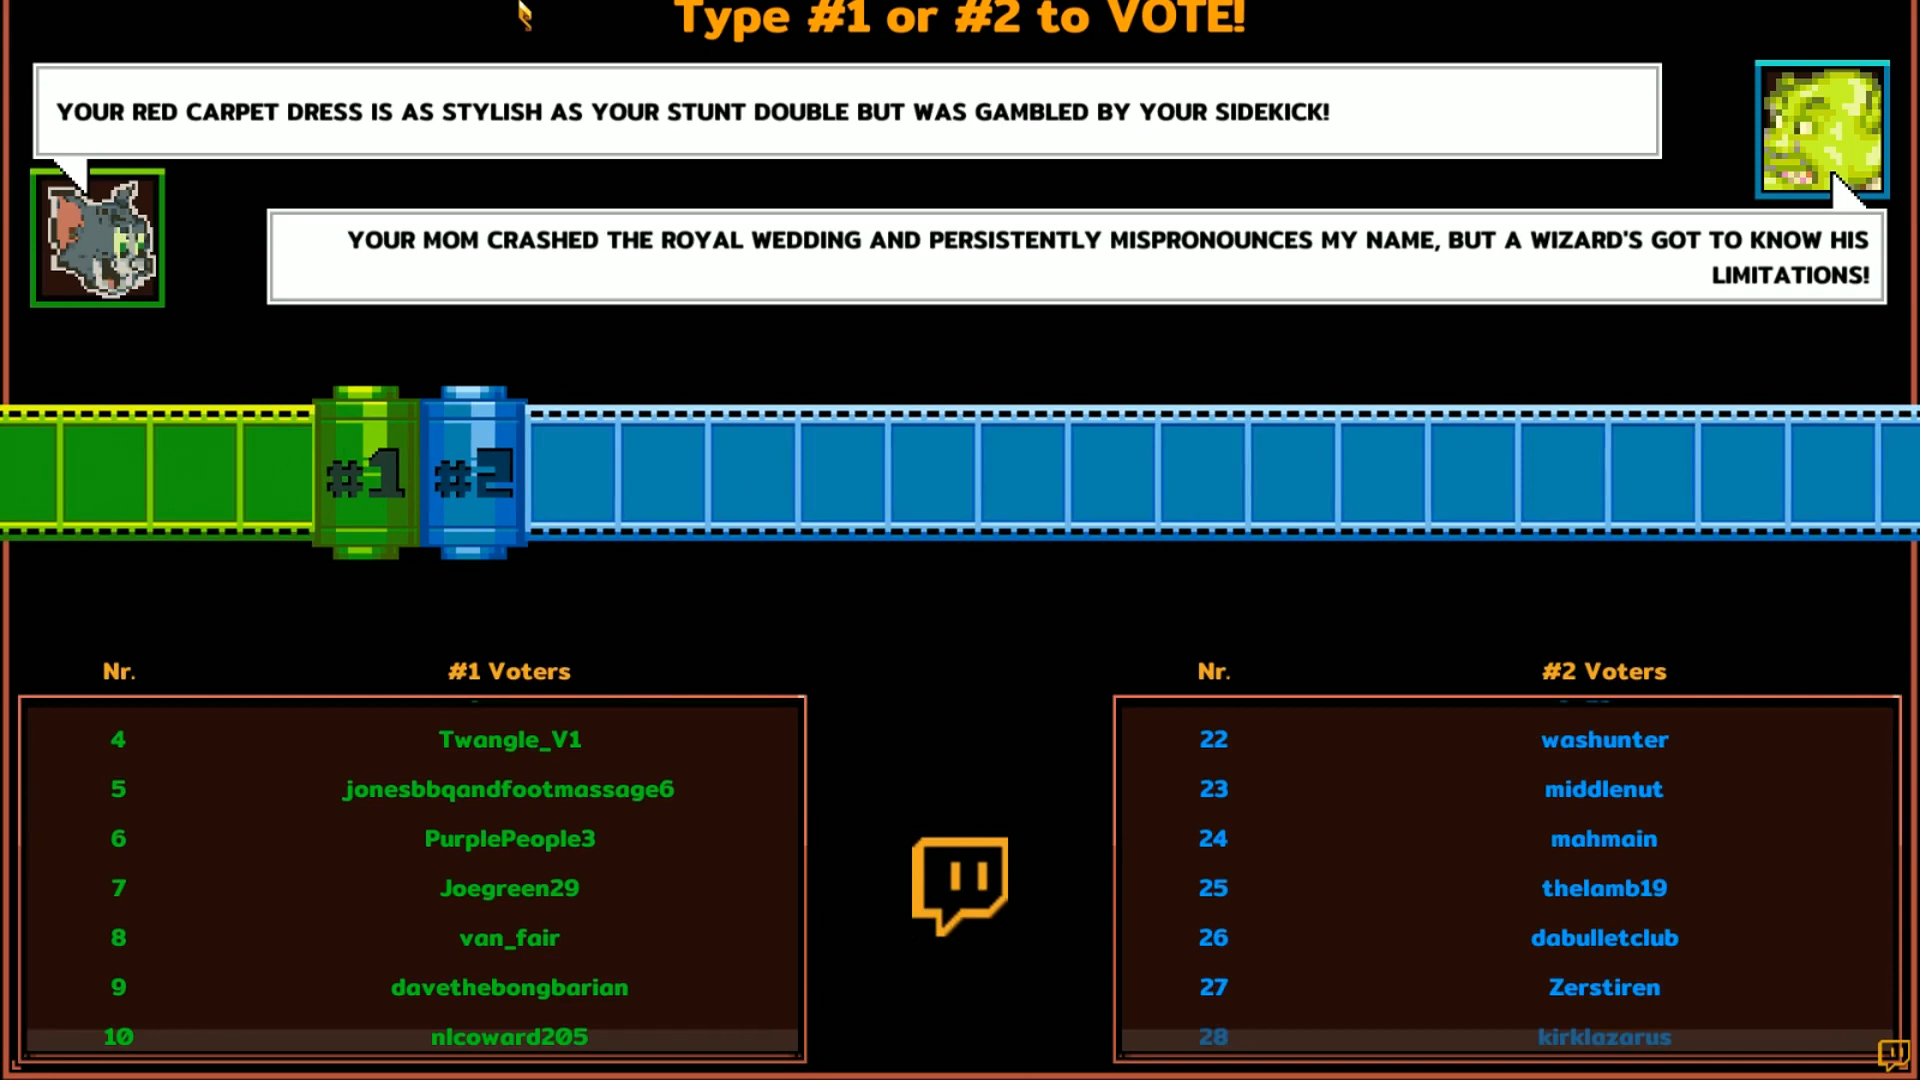 Type #1 or #2 to VOTE!
YOUR RED CARPET DRESS IS AS STYLISH AS YOUR STUNT DOUBLE BUT WAS GAMBLED BY YOUR SIDEKICK!
YOUR MOM CRASHED THE ROYAL WEDDING AND PERSISTENTLY MISPRONOUNCES MY NAME, BUT A WIZARD'S GOT TO KNOW HIS
LIMITATIONS!
#1 #2
Nr. #1 Voters
4 Twangle_V1
5 jonesbbqandfootmassage6
6 PurplePeople3
7 Joegreen29
8 van_fair
9 davethebongbarian
10 nlcoward205
Nr. #2 Voters
22 washunter
23 middlenut
24 mahmain
25 thelamb19
26 dabulletclub
27 Zerstiren
28 kirklazarus